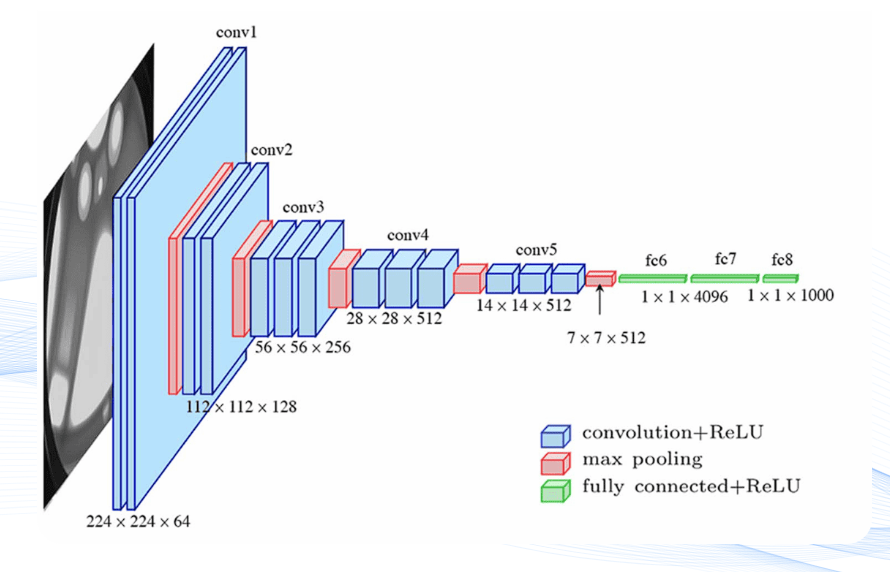 conv1
conv2
conv3
conv4
conv5
fc6
fc7
fc8
1 × 1 × 4096
1 × 1 × 1000
14 × 14 × 512
28 × 28 × 512
7 × 7 × 512
56 × 56 × 256
112 × 112 × 128
224 × 224 × 64
convolution+ReLU
max pooling
fully connected+ReLU